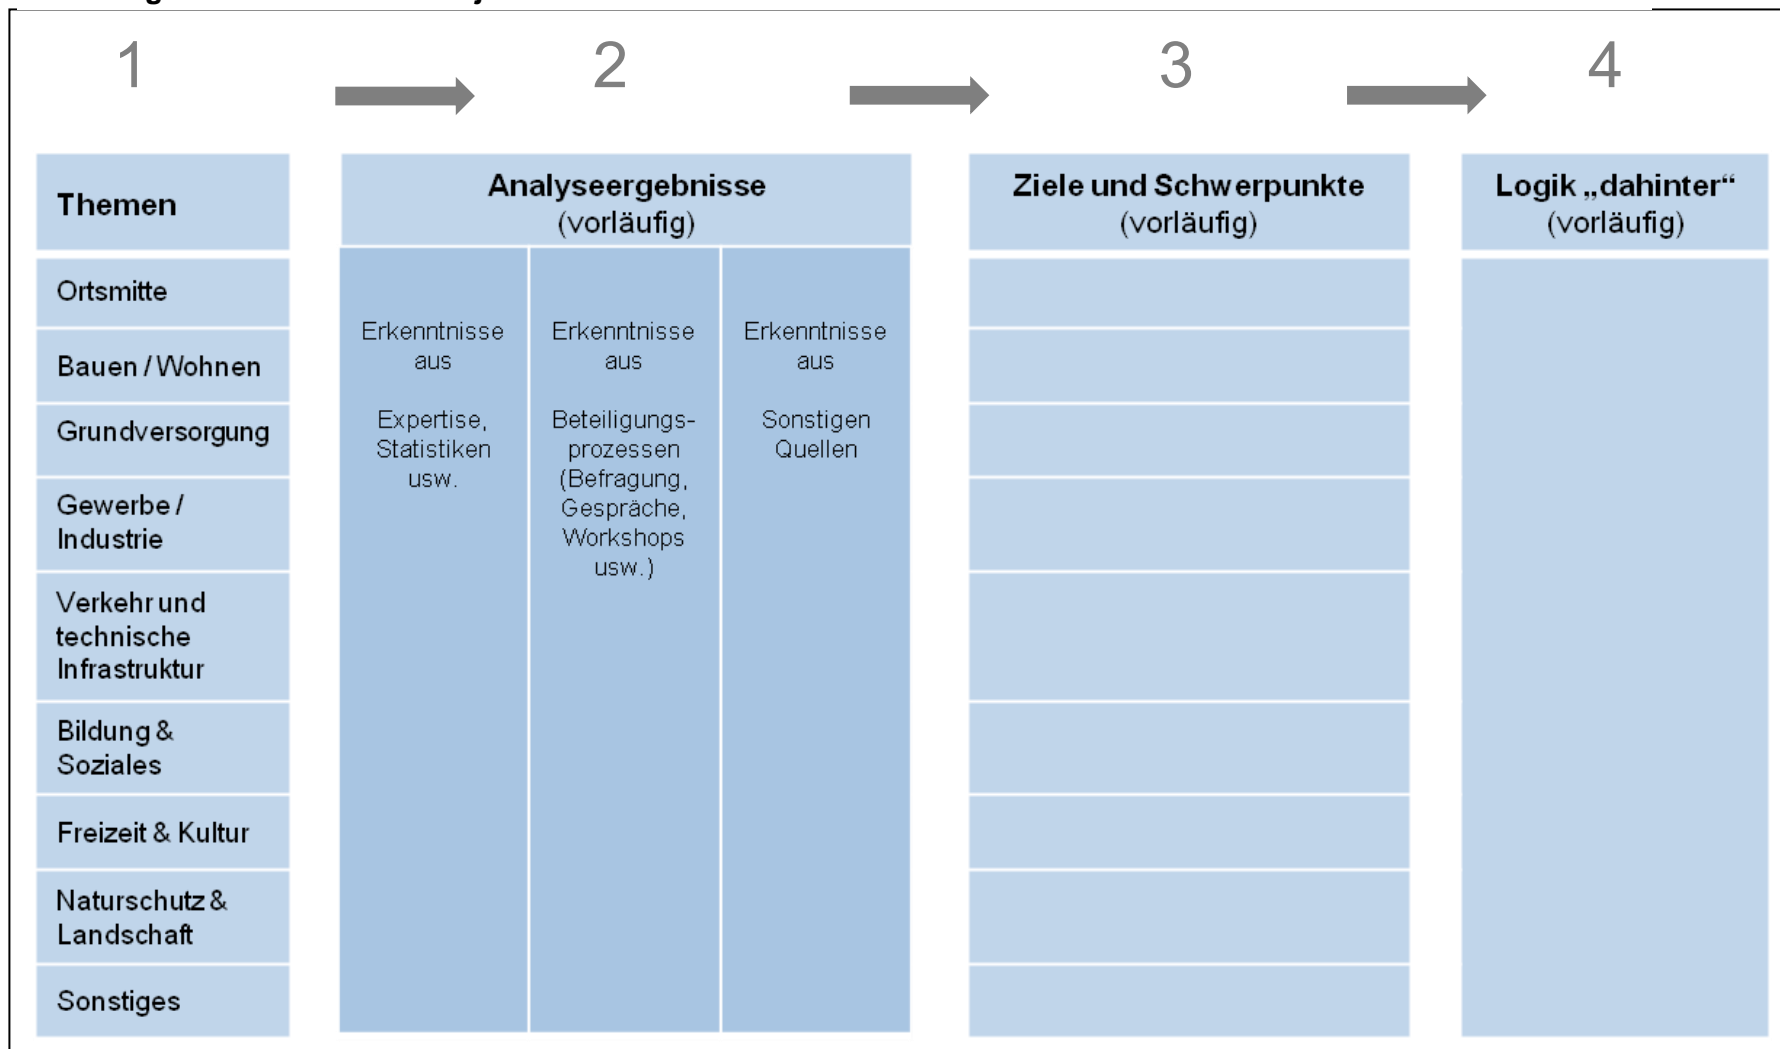 1
2
3
4
Themen
Analyseergebnisse
(vorläufig)
Ziele und Schwerpunkte
(vorläufig)
Logik „dahinter“
(vorläufig)
Ortsmitte
Bauen / Wohnen
Grundversorgung
Gewerbe /
Industrie
Verkehr und
technische
Infrastruktur
Bildung &
Soziales
Freizeit & Kultur
Naturschutz &
Landschaft
Sonstiges
Erkenntnisse
aus
Expertise,
Statistiken
usw.
Erkenntnisse
aus
Beteiligungs-
prozessen
(Befragung,
Gespräche,
Workshops
usw.)
Erkenntnisse
aus
Sonstigen
Quellen